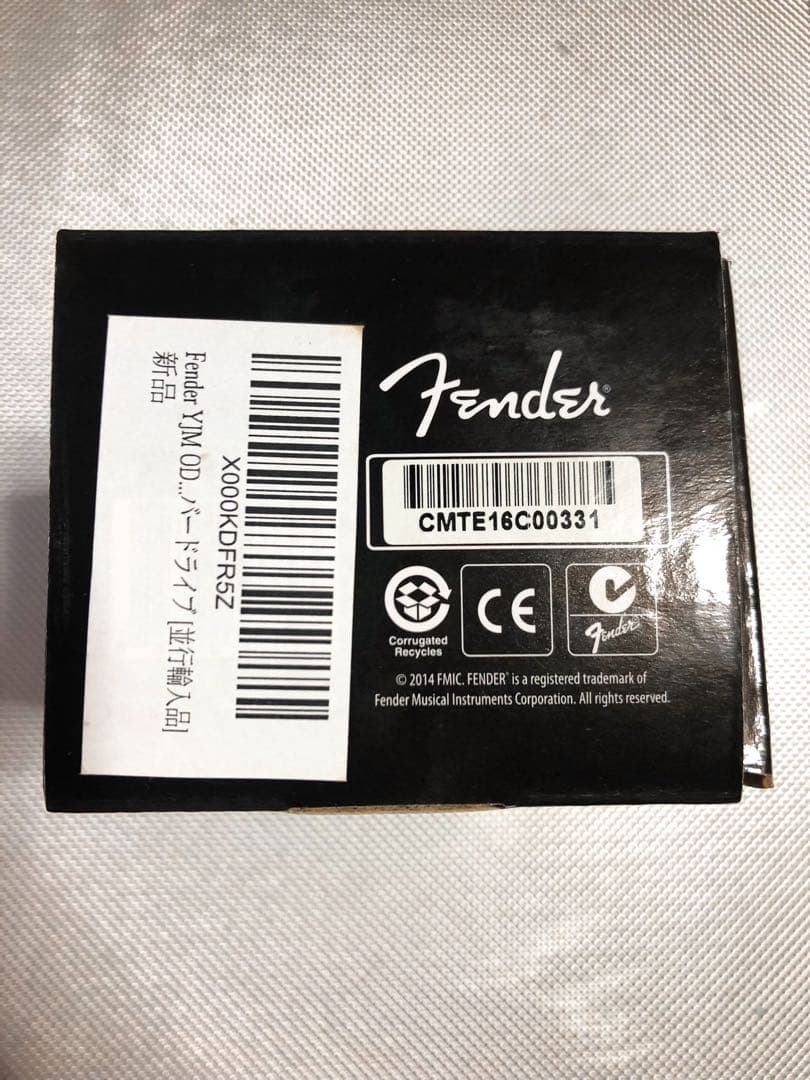 Fender YJM OD...バードライブ [並行輸入品]
新品
X000KDFR5Z
Fender®
CMTE16C00331
Corrugated
Recycles
CE
Fender
© 2014 FMIC. FENDER® is a registered trademark of
Fender Musical Instruments Corporation. All rights reserved.